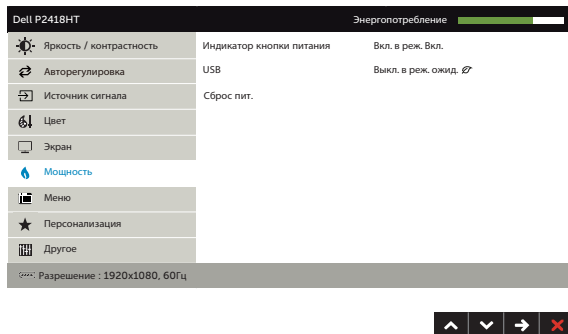 Dell P2418HT Энергопотребление
Яркость / контрастность Индикатор кнопки питания Вкл. в реж. Вкл.
Авторегулировка USB Выкл. в реж. ожид.
Источник сигнала Сброс пит.
Цвет
Экран
Мощность
Меню
Персонализация
Другое
Разрешение : 1920x1080, 60Гц